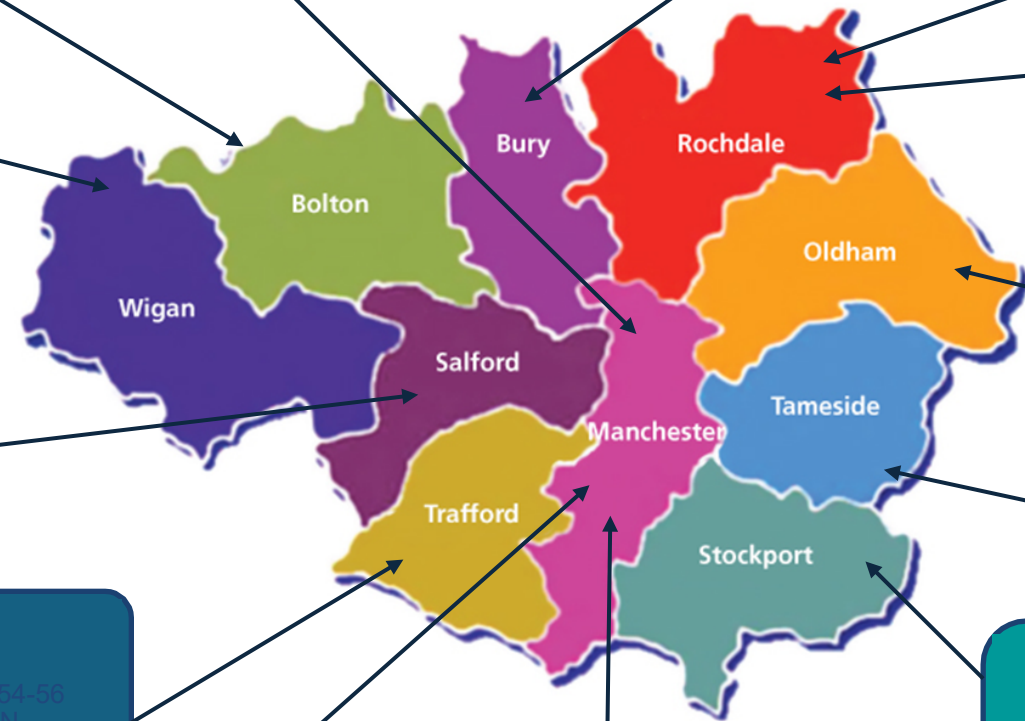 Bury
Rochdale
Bolton
Oldham
Wigan
Salford
Tameside
Manchester
Trafford
Stockport
54-56
N